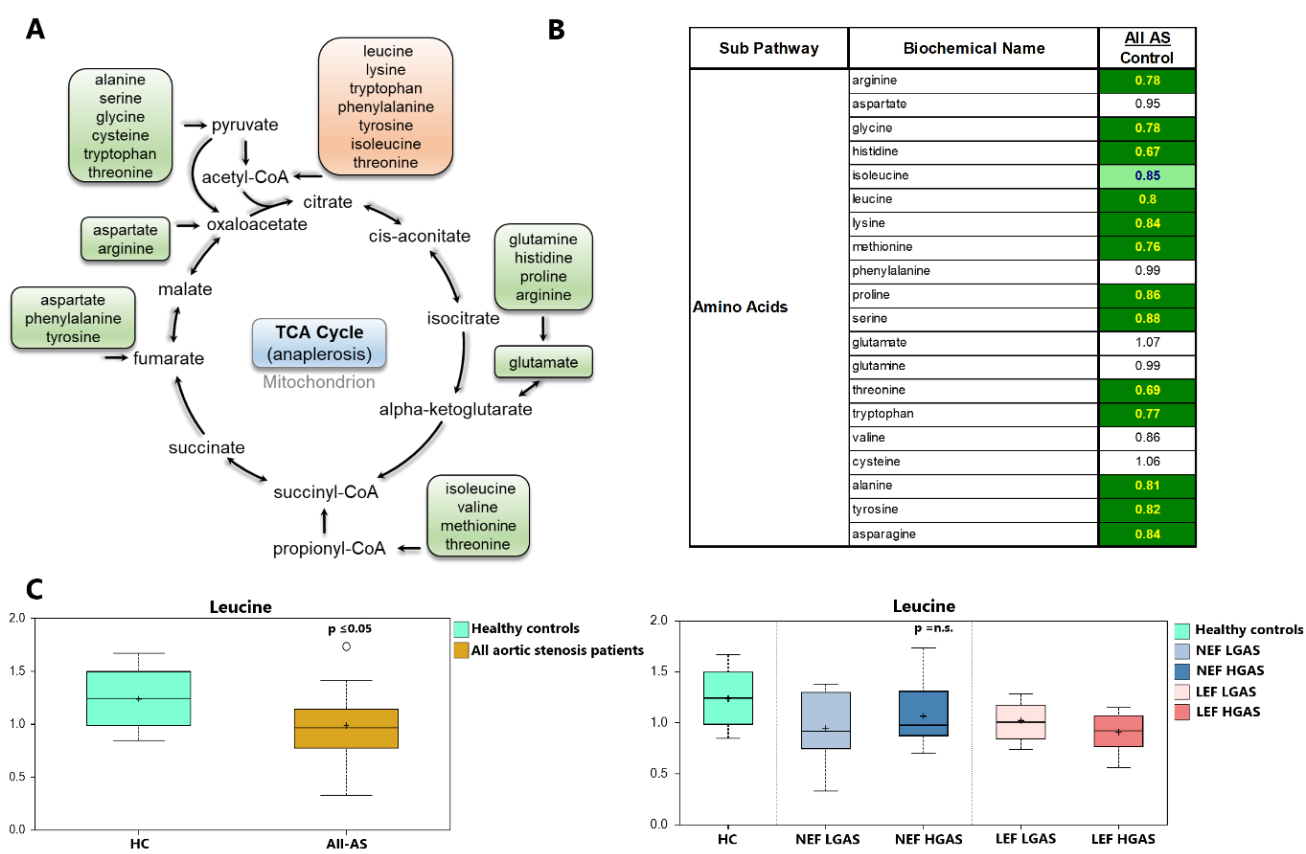 A
alanine
serine
glycine
cysteine
tryptophan
threonine
leucine
lysine
tryptophan
phenylalanine
tyrosine
isoleucine
threonine
pyruvate
acetyl-CoA
citrate
oxaloacetate
aspartate
arginine
cis-aconitate
glutamine
histidine
proline
arginine
malate
aspartate
phenylalanine
tyrosine
isocitrate
TCA Cycle
(anaplerosis)
Mitochondrion
fumarate
glutamate
alpha-ketoglutarate
succinate
succinyl-CoA
isoleucine
valine
methionine
threonine
propionyl-CoA
B
Sub Pathway Biochemical Name All AS
Control
Amino Acids
arginine 0.78
aspartate 0.95
glycine 0.78
histidine 0.67
isoleucine 0.85
leucine 0.8
lysine 0.84
methionine 0.76
phenylalanine 0.99
proline 0.86
serine 0.88
glutamate 1.07
glutamine 0.99
threonine 0.69
tryptophan 0.77
valine 0.86
cysteine 1.06
alanine 0.81
tyrosine 0.82
asparagine 0.84
C
Leucine
2.0
1.5
1.0
0.5
0.0
p ≤0.05
HC All-AS
Healthy controls
All aortic stenosis patients
Leucine
2.0
1.5
1.0
0.5
0.0
p =n.s.
HC NEF LGAS NEF HGAS LEF LGAS LEF HGAS
Healthy controls
NEF LGAS
NEF HGAS
LEF LGAS
LEF HGAS